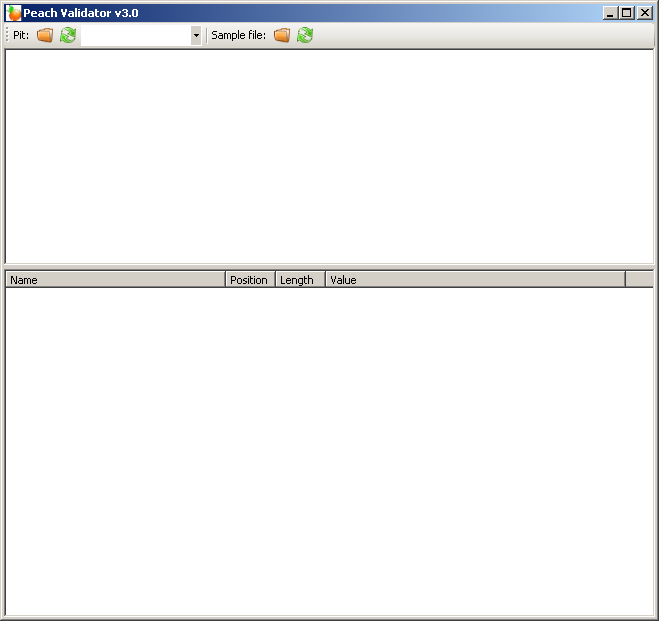 Peach Validator v3.0
Pit: Sample file:
Name Position Length Value